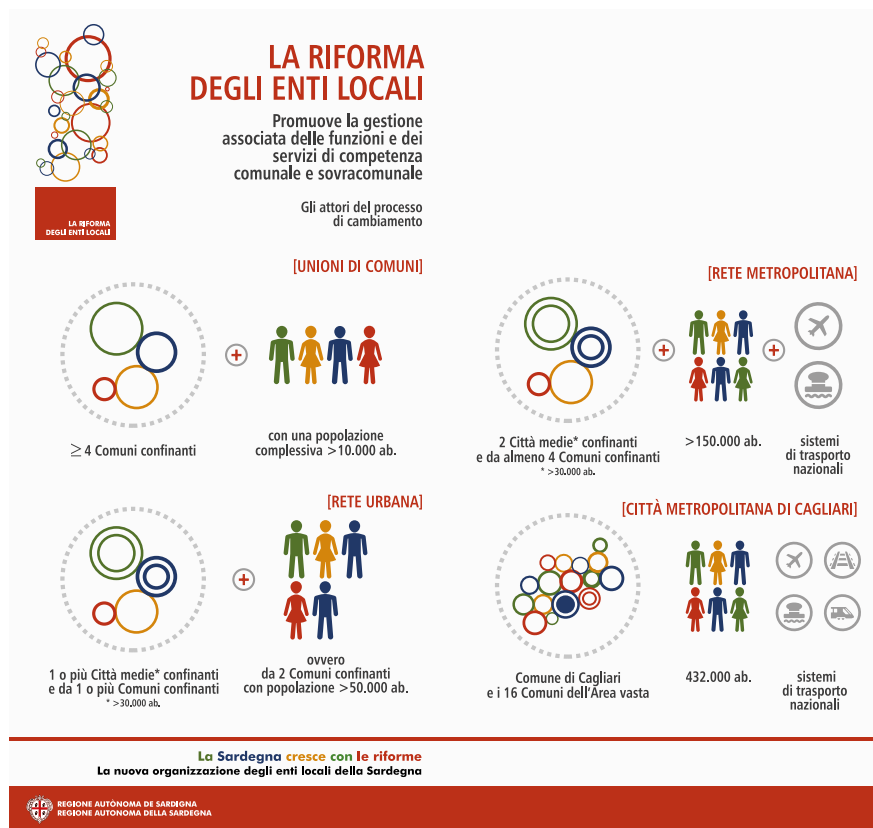 LA RIFORMA
DEGLI ENTI LOCALI
Promuove la gestione
associata delle funzioni e dei
servizi di competenza
comunale e sovracomunale
Gli attori del processo
di cambiamento
LA RIFORMA
DEGLI ENTI LOCALI
[UNIONI DI COMUNI]
+
≥ 4 Comuni confinanti
con una popolazione
complessiva >10.000 ab.
[RETE METROPOLITANA]
+
+
2 Città medie* confinanti
e da almeno 4 Comuni confinanti
* >30.000 ab.
>150.000 ab.
sistemi
di trasporto
nazionali
[RETE URBANA]
+
1 o più Città medie* confinanti
e da 1 o più Comuni confinanti
* >30.000 ab.
ovvero
da 2 Comuni confinanti
con popolazione >50.000 ab.
[CITTÀ METROPOLITANA DI CAGLIARI]
Comune di Cagliari
e i 16 Comuni dell'Area vasta
432.000 ab.
sistemi
di trasporto
nazionali
La Sardegna cresce con le riforme
La nuova organizzazione degli enti locali della Sardegna
REGIONE AUTÒNOMA DE SARDIGNA
REGIONE AUTONOMA DELLA SARDEGNA